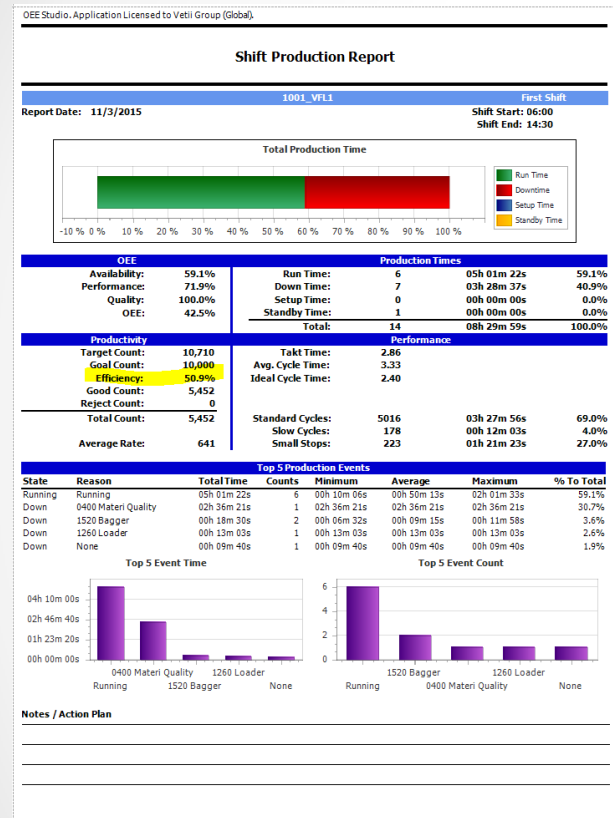 OEE Studio. Application Licensed to Vetii Group (Global).
Shift Production Report
1001_VFL1 First Shift
Report Date: 11/3/2015 Shift Start: 06:00
Shift End: 14:30
Total Production Time
Run Time
Downtime
Setup Time
Standby Time
-10 % 0 % 10 % 20 % 30 % 40 % 50 % 60 % 70 % 80 % 90 % 100 %
OEE Production Times
Availability: 59.1% Run Time: 6 05h 01m 22s 59.1%
Performance: 71.9% Down Time: 7 03h 28m 37s 40.9%
Quality: 100.0% Setup Time: 0 00h 00m 00s 0.0%
OEE: 42.5% Standby Time: 1 00h 00m 00s 0.0%
Total: 14 08h 29m 59s 100.0%
Productivity Performance
Target Count: 10,710 Takt Time: 2.86
Goal Count: 10,000 Avg. Cycle Time: 3.33
Efficiency: 50.9% Ideal Cycle Time: 2.40
Good Count: 5,452
Reject Count: 0
Total Count: 5,452 Standard Cycles: 5016 03h 27m 56s 69.0%
Slow Cycles: 178 00h 12m 03s 4.0%
Average Rate: 641 Small Stops: 223 01h 21m 23s 27.0%
Top 5 Production Events
State Reason Total Time Counts Minimum Average Maximum % To Total
Running Running 05h 01m 22s 6 00h 10m 06s 00h 50m 13s 02h 01m 33s 59.1%
Down 0400 Materi Quality 02h 36m 21s 1 02h 36m 21s 02h 36m 21s 02h 36m 21s 30.7%
Down 1520 Bagger 00h 18m 30s 2 00h 06m 32s 00h 09m 15s 00h 11m 58s 3.6%
Down 1260 Loader 00h 13m 03s 1 00h 13m 03s 00h 13m 03s 00h 13m 03s 2.6%
Down None 00h 09m 40s 1 00h 09m 40s 00h 09m 40s 00h 09m 40s 1.9%
Top 5 Event Time
04h 10m 00s
02h 46m 40s
01h 23m 20s
00h 00m 00s
0400 Materi Quality 1260 Loader
Running 1520 Bagger None
Top 5 Event Count
6
4
2
0
1520 Bagger 1260 Loader
Running 0400 Materi Quality None
Notes / Action Plan